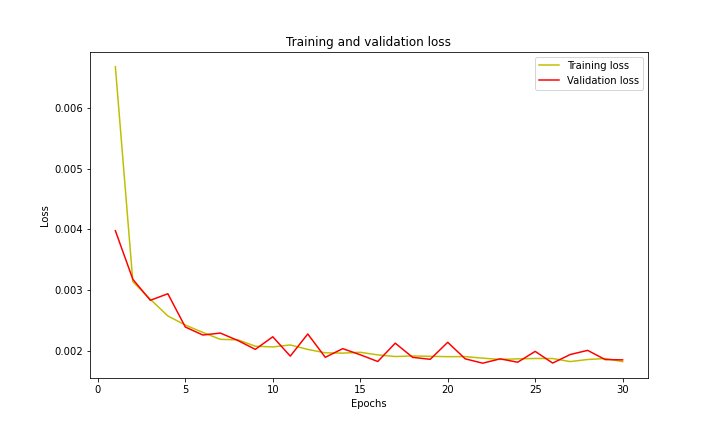 Training and validation loss
Training loss
Validation loss
Loss
0.006
0.005
0.004
0.003
0.002
0
5
10
15
20
25
30
Epochs